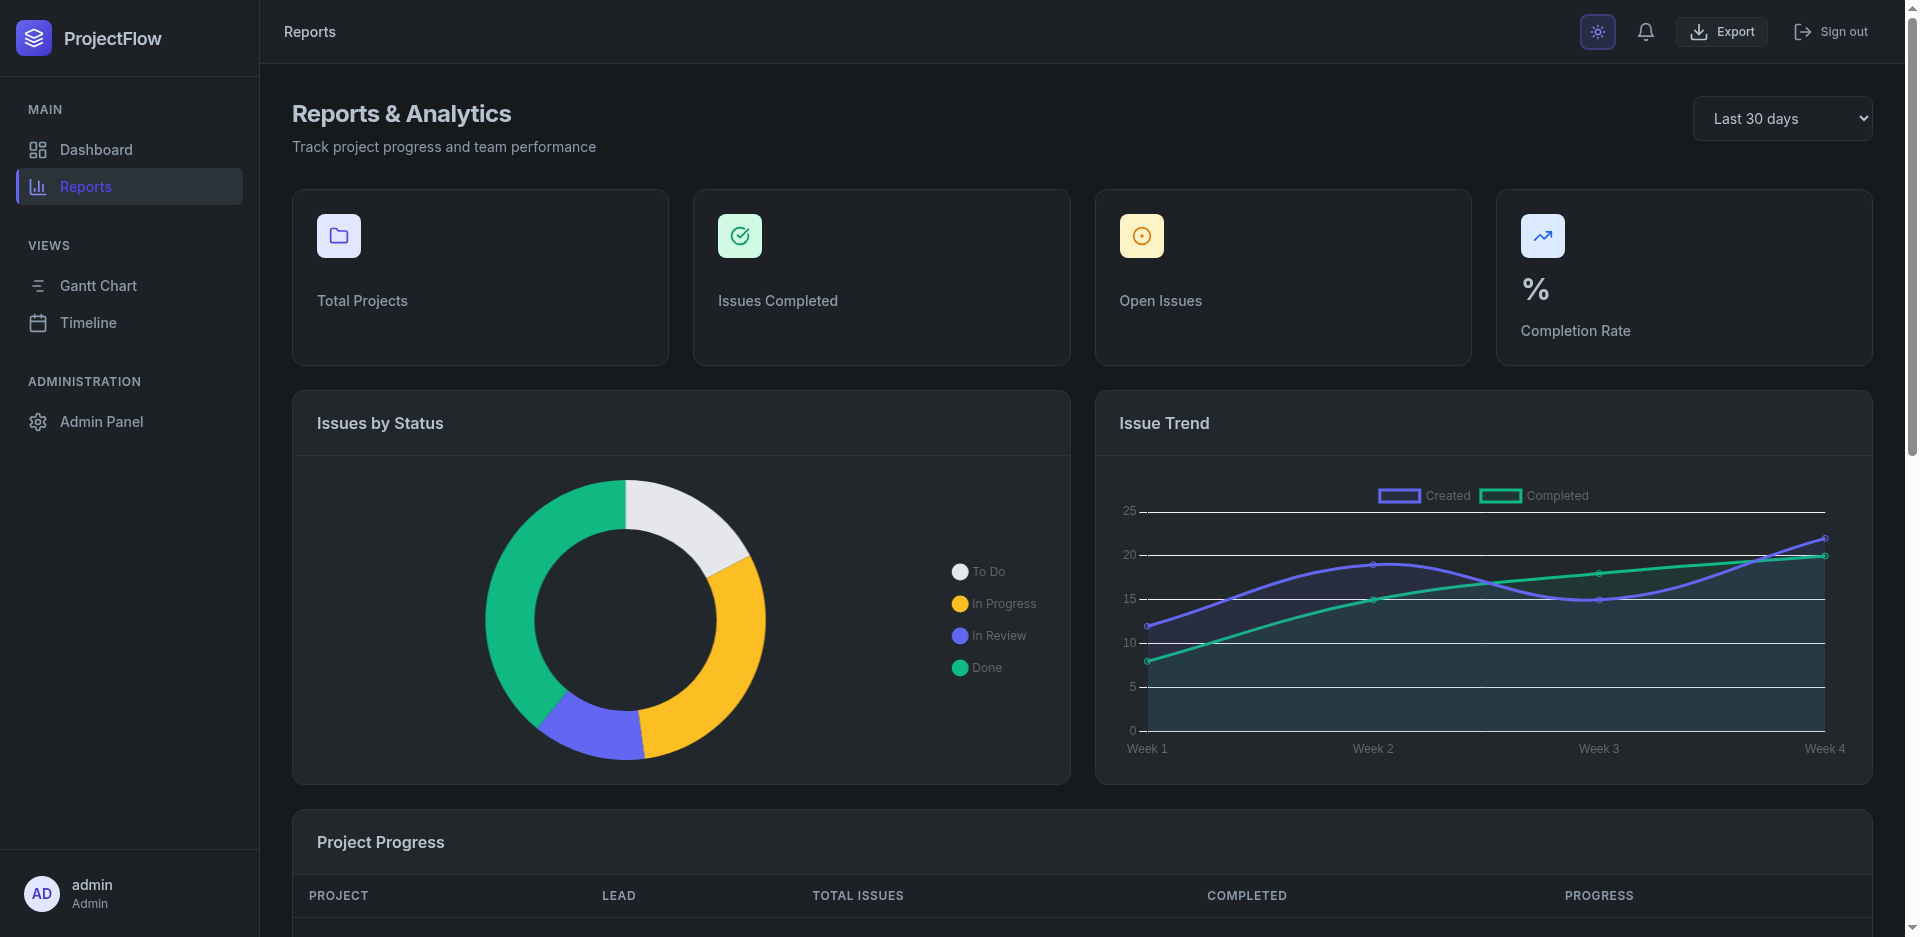 ProjectFlow
Reports
Export
Sign out
MAIN
Dashboard
Reports
VIEWS
Gantt Chart
Timeline
ADMINISTRATION
Admin Panel
AD
admin
Admin
Reports & Analytics
Track project progress and team performance
Last 30 days
Total Projects
Issues Completed
Open Issues
%
Completion Rate
Issues by Status
To Do
In Progress
In Review
Done
Issue Trend
Created Completed
25
20
15
10
5
0
Week 1 Week 2 Week 3 Week 4
Project Progress
PROJECT LEAD TOTAL ISSUES COMPLETED PROGRESS